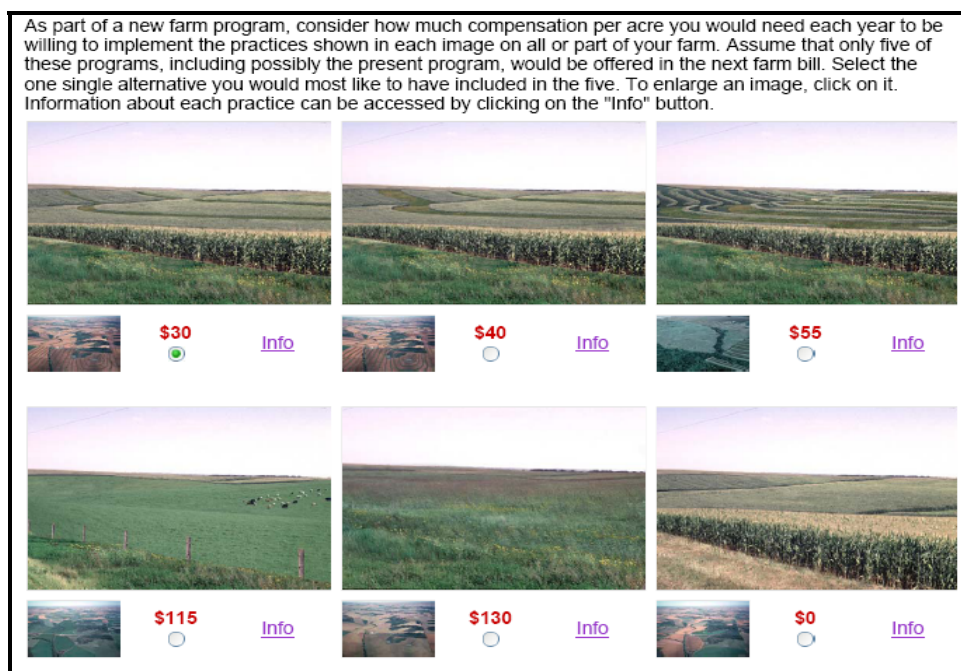 As part of a new farm program, consider how much compensation per acre you would need each year to be
willing to implement the practices shown in each image on all or part of your farm. Assume that only five of
these programs, including possibly the present program, would be offered in the next farm bill. Select the
one single alternative you would most like to have included in the five. To enlarge an image, click on it.
Information about each practice can be accessed by clicking on the "Info" button.
$30 Info $40 Info $55 Info
$115 Info $130 Info $0 Info